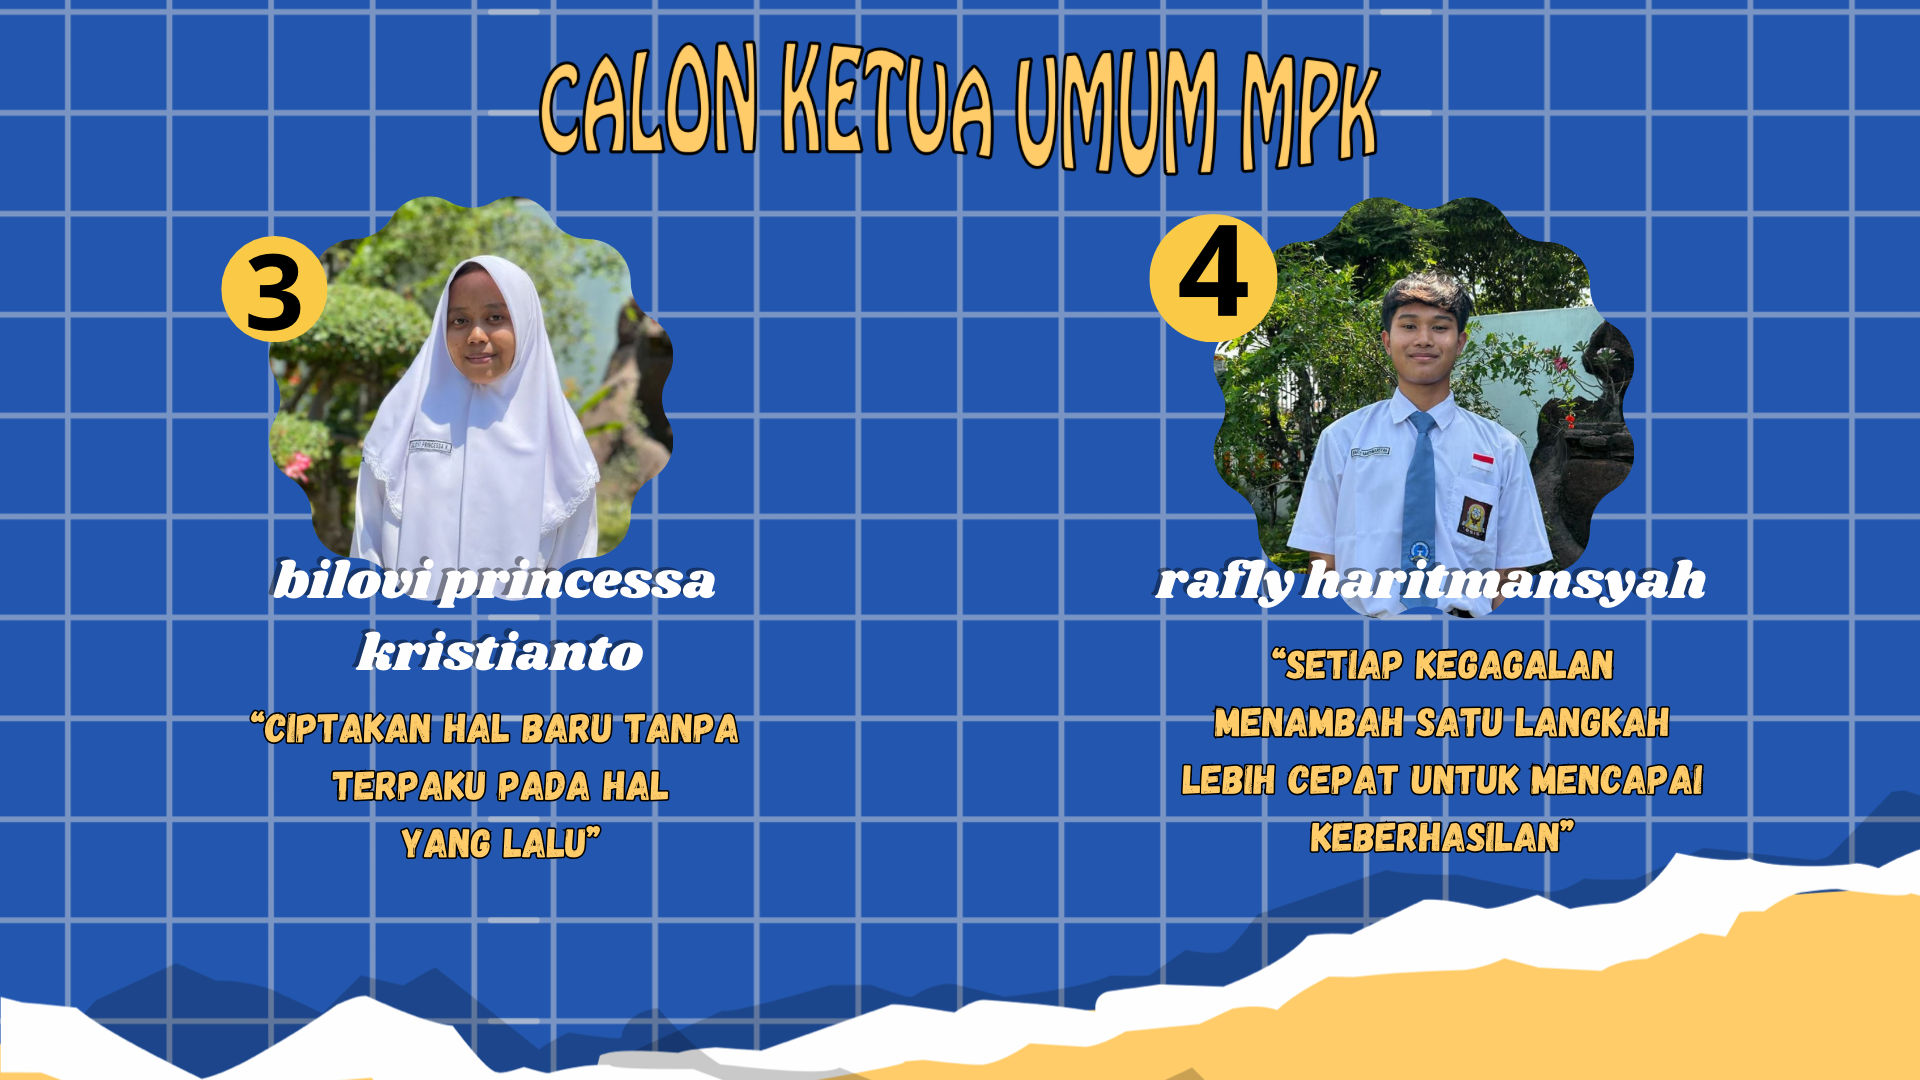 CALON KETUA UMUM MPK
3
bilovi princessa
kristianto
“CIPTAKAN HAL BARU TANPA
TERPAKU PADA HAL
YANG LALU”
4
rafly haritmansyah
“SETIAP KEGAGALAN
MENAMBAH SATU LANGKAH
LEBIH CEPAT UNTUK MENCAPAI
KEBERHASILAN”